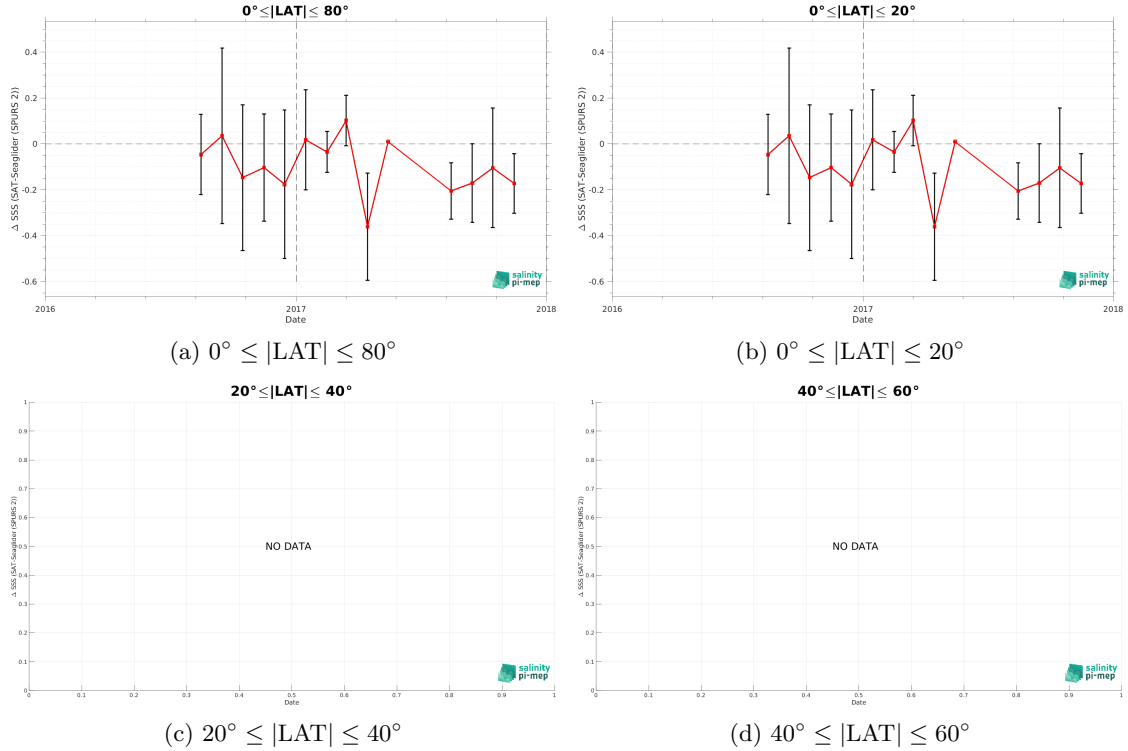 0°≤|LAT|≤ 80°
Δ SSS (SAT-Seaglider (SPURS 2))
0.4
0.2
0
-0.2
-0.4
-0.6
2016
2017
2018
Date
salinity
pi-mep
(a) 0° ≤ |LAT| ≤ 80°
0°≤|LAT|≤ 20°
Δ SSS (SAT-Seaglider (SPURS 2))
0.4
0.2
0
-0.2
-0.4
-0.6
2016
2017
2018
Date
salinity
pi-mep
(b) 0° ≤ |LAT| ≤ 20°
20°≤|LAT|≤ 40°
Δ SSS (SAT-Seaglider (SPURS 2))
1
0.9
0.8
0.7
0.6
0.5
0.4
0.3
0.2
0.1
0
NO DATA
0 0.1 0.2 0.3 0.4 0.5 0.6 0.7 0.8 0.9 1
Date
salinity
pi-mep
(c) 20° ≤ |LAT| ≤ 40°
40°≤|LAT|≤ 60°
Δ SSS (SAT-Seaglider (SPURS 2))
1
0.9
0.8
0.7
0.6
0.5
0.4
0.3
0.2
0.1
0
NO DATA
0 0.1 0.2 0.3 0.4 0.5 0.6 0.7 0.8 0.9 1
Date
salinity
pi-mep
(d) 40° ≤ |LAT| ≤ 60°